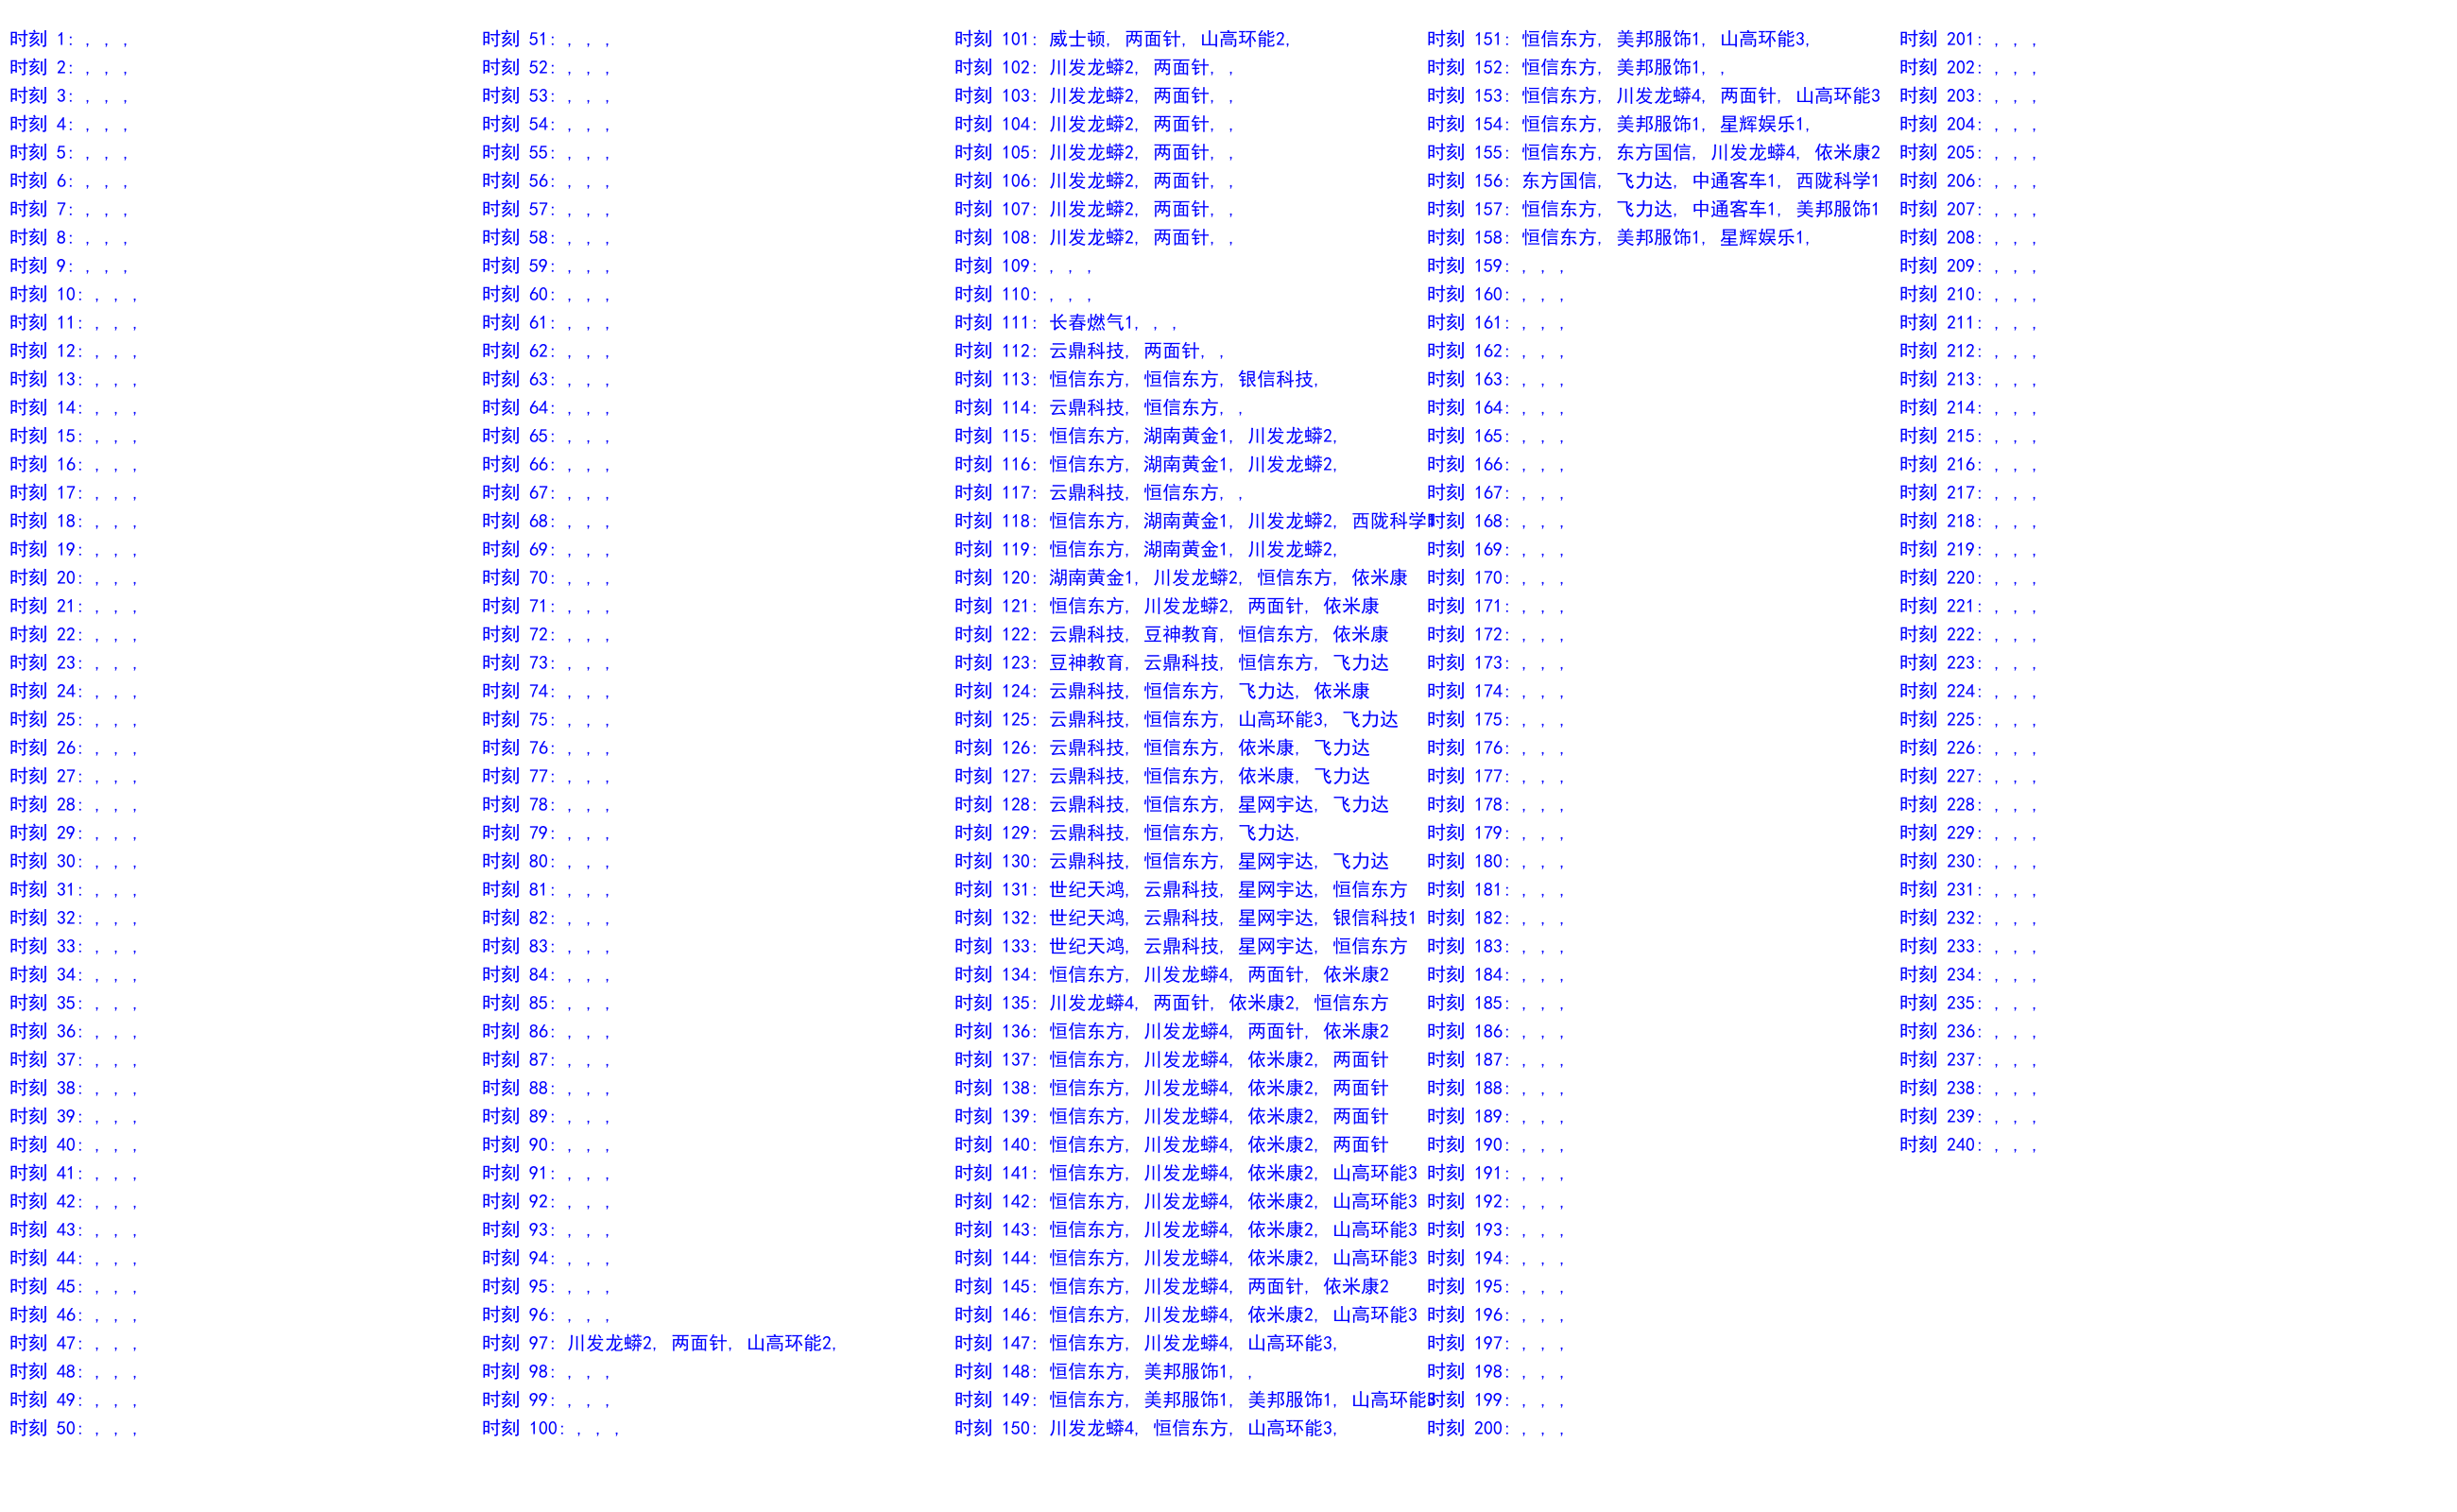 时刻 1: , , ,
时刻 2: , , ,
时刻 3: , , ,
时刻 4: , , ,
时刻 5: , , ,
时刻 6: , , ,
时刻 7: , , ,
时刻 8: , , ,
时刻 9: , , ,
时刻 10: , , ,
时刻 11: , , ,
时刻 12: , , ,
时刻 13: , , ,
时刻 14: , , ,
时刻 15: , , ,
时刻 16: , , ,
时刻 17: , , ,
时刻 18: , , ,
时刻 19: , , ,
时刻 20: , , ,
时刻 21: , , ,
时刻 22: , , ,
时刻 23: , , ,
时刻 24: , , ,
时刻 25: , , ,
时刻 26: , , ,
时刻 27: , , ,
时刻 28: , , ,
时刻 29: , , ,
时刻 30: , , ,
时刻 31: , , ,
时刻 32: , , ,
时刻 33: , , ,
时刻 34: , , ,
时刻 35: , , ,
时刻 36: , , ,
时刻 37: , , ,
时刻 38: , , ,
时刻 39: , , ,
时刻 40: , , ,
时刻 41: , , ,
时刻 42: , , ,
时刻 43: , , ,
时刻 44: , , ,
时刻 45: , , ,
时刻 46: , , ,
时刻 47: , , ,
时刻 48: , , ,
时刻 49: , , ,
时刻 50: , , ,
时刻 51: , , ,
时刻 52: , , ,
时刻 53: , , ,
时刻 54: , , ,
时刻 55: , , ,
时刻 56: , , ,
时刻 57: , , ,
时刻 58: , , ,
时刻 59: , , ,
时刻 60: , , ,
时刻 61: , , ,
时刻 62: , , ,
时刻 63: , , ,
时刻 64: , , ,
时刻 65: , , ,
时刻 66: , , ,
时刻 67: , , ,
时刻 68: , , ,
时刻 69: , , ,
时刻 70: , , ,
时刻 71: , , ,
时刻 72: , , ,
时刻 73: , , ,
时刻 74: , , ,
时刻 75: , , ,
时刻 76: , , ,
时刻 77: , , ,
时刻 78: , , ,
时刻 79: , , ,
时刻 80: , , ,
时刻 81: , , ,
时刻 82: , , ,
时刻 83: , , ,
时刻 84: , , ,
时刻 85: , , ,
时刻 86: , , ,
时刻 87: , , ,
时刻 88: , , ,
时刻 89: , , ,
时刻 90: , , ,
时刻 91: , , ,
时刻 92: , , ,
时刻 93: , , ,
时刻 94: , , ,
时刻 95: , , ,
时刻 96: , , ,
时刻 97: 川发龙蟒2, 两面针, 山高环能2,
时刻 98: , , ,
时刻 99: , , ,
时刻 100: , , ,
时刻 101: 威士顿, 两面针, 山高环能2,
时刻 102: 川发龙蟒2, 两面针, ,
时刻 103: 川发龙蟒2, 两面针, ,
时刻 104: 川发龙蟒2, 两面针, ,
时刻 105: 川发龙蟒2, 两面针, ,
时刻 106: 川发龙蟒2, 两面针, ,
时刻 107: 川发龙蟒2, 两面针, ,
时刻 108: 川发龙蟒2, 两面针, ,
时刻 109: , , ,
时刻 110: , , ,
时刻 111: 长春燃气1, , ,
时刻 112: 云鼎科技, 两面针, ,
时刻 113: 恒信东方, 恒信东方, 银信科技,
时刻 114: 云鼎科技, 恒信东方, ,
时刻 115: 恒信东方, 湖南黄金1, 川发龙蟒2,
时刻 116: 恒信东方, 湖南黄金1, 川发龙蟒2,
时刻 117: 云鼎科技, 恒信东方, ,
时刻 118: 恒信东方, 湖南黄金1, 川发龙蟒2, 西陇科学
时刻 119: 恒信东方, 湖南黄金1, 川发龙蟒2,
时刻 120: 湖南黄金1, 川发龙蟒2, 恒信东方, 依米康
时刻 121: 恒信东方, 川发龙蟒2, 两面针, 依米康
时刻 122: 云鼎科技, 豆神教育, 恒信东方, 依米康
时刻 123: 豆神教育, 云鼎科技, 恒信东方, 飞力达
时刻 124: 云鼎科技, 恒信东方, 飞力达, 依米康
时刻 125: 云鼎科技, 恒信东方, 山高环能3, 飞力达
时刻 126: 云鼎科技, 恒信东方, 依米康, 飞力达
时刻 127: 云鼎科技, 恒信东方, 依米康, 飞力达
时刻 128: 云鼎科技, 恒信东方, 星网宇达, 飞力达
时刻 129: 云鼎科技, 恒信东方, 飞力达,
时刻 130: 云鼎科技, 恒信东方, 星网宇达, 飞力达
时刻 131: 世纪天鸿, 云鼎科技, 星网宇达, 恒信东方
时刻 132: 世纪天鸿, 云鼎科技, 星网宇达, 银信科技1
时刻 133: 世纪天鸿, 云鼎科技, 星网宇达, 恒信东方
时刻 134: 恒信东方, 川发龙蟒4, 两面针, 依米康2
时刻 135: 川发龙蟒4, 两面针, 依米康2, 恒信东方
时刻 136: 恒信东方, 川发龙蟒4, 两面针, 依米康2
时刻 137: 恒信东方, 川发龙蟒4, 依米康2, 两面针
时刻 138: 恒信东方, 川发龙蟒4, 依米康2, 两面针
时刻 139: 恒信东方, 川发龙蟒4, 依米康2, 两面针
时刻 140: 恒信东方, 川发龙蟒4, 依米康2, 两面针
时刻 141: 恒信东方, 川发龙蟒4, 依米康2, 山高环能3
时刻 142: 恒信东方, 川发龙蟒4, 依米康2, 山高环能3
时刻 143: 恒信东方, 川发龙蟒4, 依米康2, 山高环能3
时刻 144: 恒信东方, 川发龙蟒4, 依米康2, 山高环能3
时刻 145: 恒信东方, 川发龙蟒4, 两面针, 依米康2
时刻 146: 恒信东方, 川发龙蟒4, 依米康2, 山高环能3
时刻 147: 恒信东方, 川发龙蟒4, 山高环能3,
时刻 148: 恒信东方, 美邦服饰1, ,
时刻 149: 恒信东方, 美邦服饰1, 美邦服饰1, 山高环能
时刻 150: 川发龙蟒4, 恒信东方, 山高环能3,
时刻 151: 恒信东方, 美邦服饰1, 山高环能3,
时刻 152: 恒信东方, 美邦服饰1, ,
时刻 153: 恒信东方, 川发龙蟒4, 两面针, 山高环能3
时刻 154: 恒信东方, 美邦服饰1, 星辉娱乐1,
时刻 155: 恒信东方, 东方国信, 川发龙蟒4, 依米康2
时刻 156: 东方国信, 飞力达, 中通客车1, 西陇科学1
时刻 157: 恒信东方, 飞力达, 中通客车1, 美邦服饰1
时刻 158: 恒信东方, 美邦服饰1, 星辉娱乐1,
时刻 159: , , ,
时刻 160: , , ,
时刻 161: , , ,
时刻 162: , , ,
时刻 163: , , ,
时刻 164: , , ,
时刻 165: , , ,
时刻 166: , , ,
时刻 167: , , ,
时刻 168: , , ,
时刻 169: , , ,
时刻 170: , , ,
时刻 171: , , ,
时刻 172: , , ,
时刻 173: , , ,
时刻 174: , , ,
时刻 175: , , ,
时刻 176: , , ,
时刻 177: , , ,
时刻 178: , , ,
时刻 179: , , ,
时刻 180: , , ,
时刻 181: , , ,
时刻 182: , , ,
时刻 183: , , ,
时刻 184: , , ,
时刻 185: , , ,
时刻 186: , , ,
时刻 187: , , ,
时刻 188: , , ,
时刻 189: , , ,
时刻 190: , , ,
时刻 191: , , ,
时刻 192: , , ,
时刻 193: , , ,
时刻 194: , , ,
时刻 195: , , ,
时刻 196: , , ,
时刻 197: , , ,
时刻 198: , , ,
时刻 199: , , ,
时刻 200: , , ,
时刻 201: , , ,
时刻 202: , , ,
时刻 203: , , ,
时刻 204: , , ,
时刻 205: , , ,
时刻 206: , , ,
时刻 207: , , ,
时刻 208: , , ,
时刻 209: , , ,
时刻 210: , , ,
时刻 211: , , ,
时刻 212: , , ,
时刻 213: , , ,
时刻 214: , , ,
时刻 215: , , ,
时刻 216: , , ,
时刻 217: , , ,
时刻 218: , , ,
时刻 219: , , ,
时刻 220: , , ,
时刻 221: , , ,
时刻 222: , , ,
时刻 223: , , ,
时刻 224: , , ,
时刻 225: , , ,
时刻 226: , , ,
时刻 227: , , ,
时刻 228: , , ,
时刻 229: , , ,
时刻 230: , , ,
时刻 231: , , ,
时刻 232: , , ,
时刻 233: , , ,
时刻 234: , , ,
时刻 235: , , ,
时刻 236: , , ,
时刻 237: , , ,
时刻 238: , , ,
时刻 239: , , ,
时刻 240: , , ,